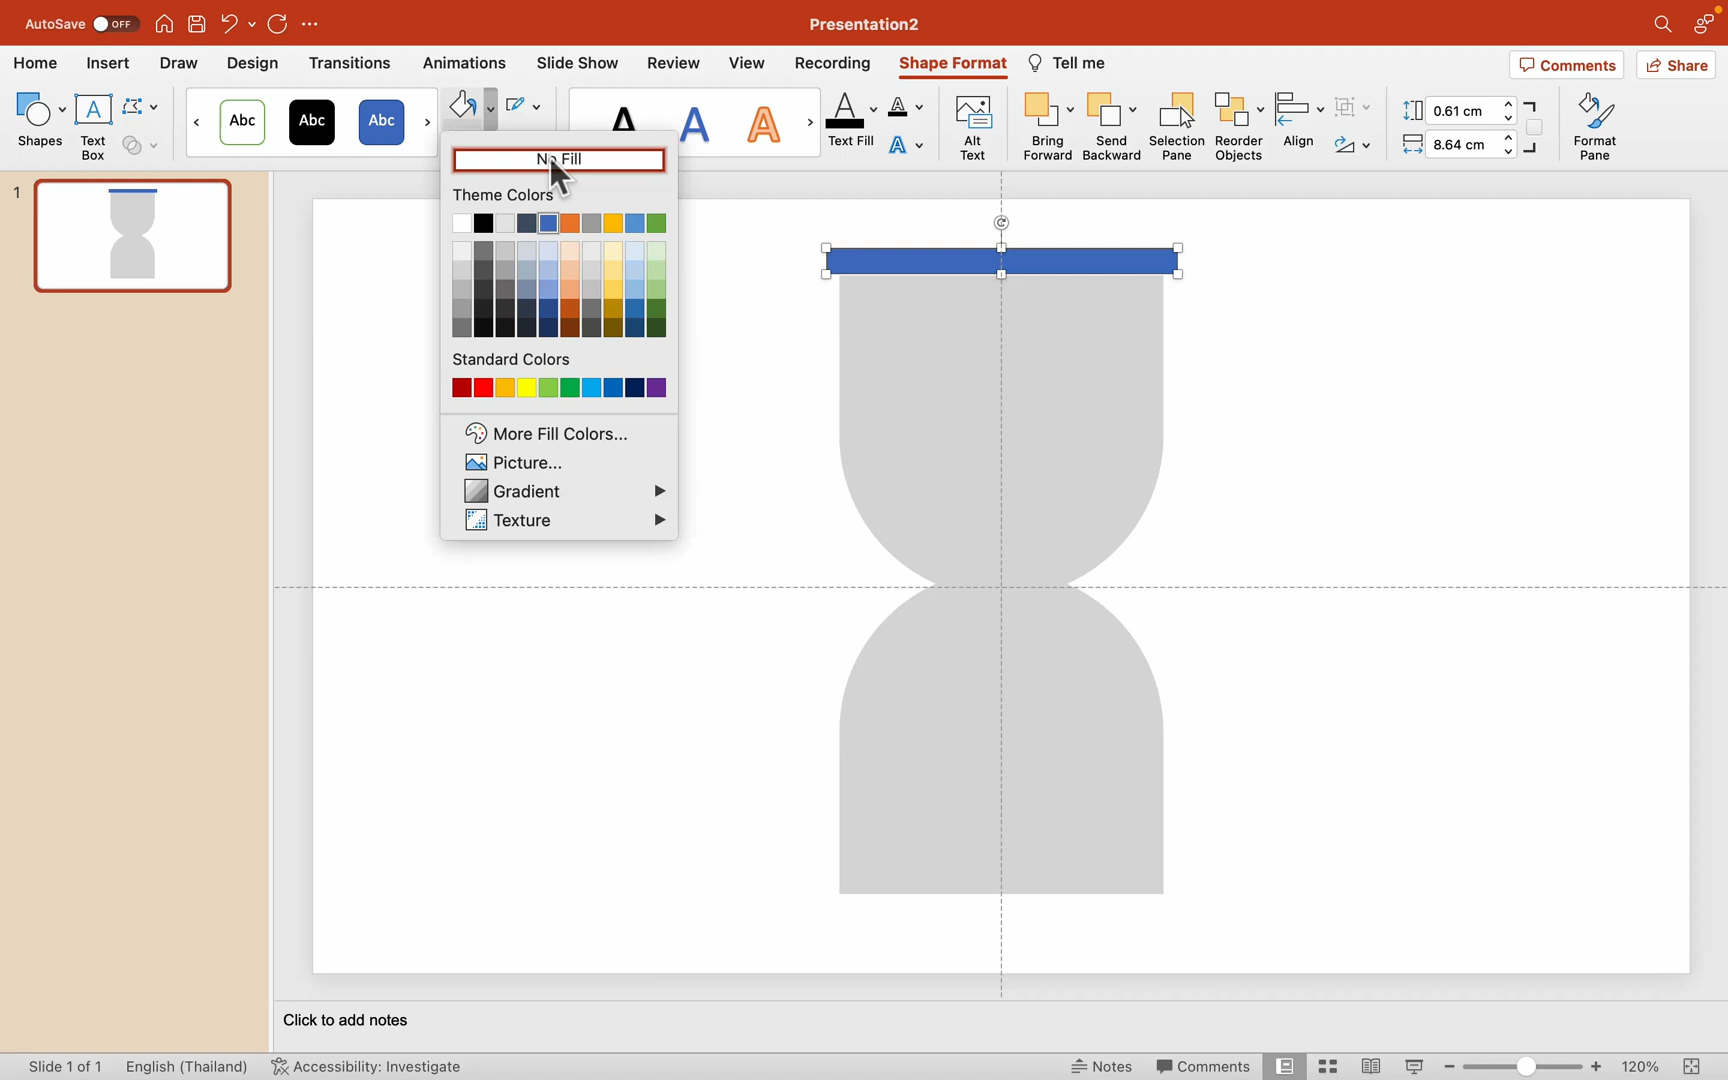 AutoSave OFF
Presentation2
Home Insert Draw Design Transitions Animations Slide Show Review View Recording Shape Format Tell me
Comments Share
Shapes
Text Box
Abc Abc Abc
A A A
Text Fill
Alt Text
Bring Forward
Send Backward
Selection Pane
Reorder Objects
Align
0.61 cm
8.64 cm
Format Pane
No Fill
Theme Colors
Standard Colors
More Fill Colors...
Picture...
Gradient
Texture
1
Click to add notes
Slide 1 of 1 English (Thailand) Accessibility: Investigate
Notes Comments 120%